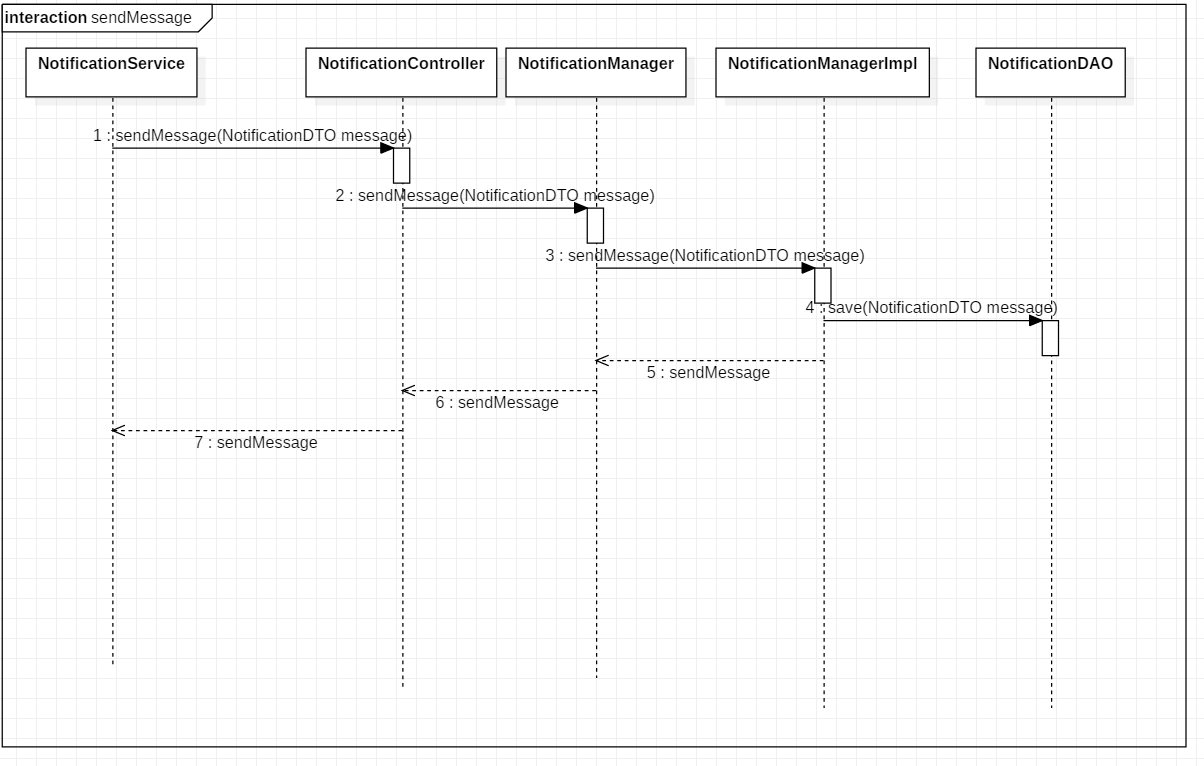 interaction sendMessage
NotificationService
NotificationController
NotificationManager
NotificationManagerImpl
NotificationDAO
1 : sendMessage(NotificationDTO message)
2 : sendMessage(NotificationDTO message)
3 : sendMessage(NotificationDTO message)
4 : save(NotificationDTO message)
5 : sendMessage
6 : sendMessage
7 : sendMessage